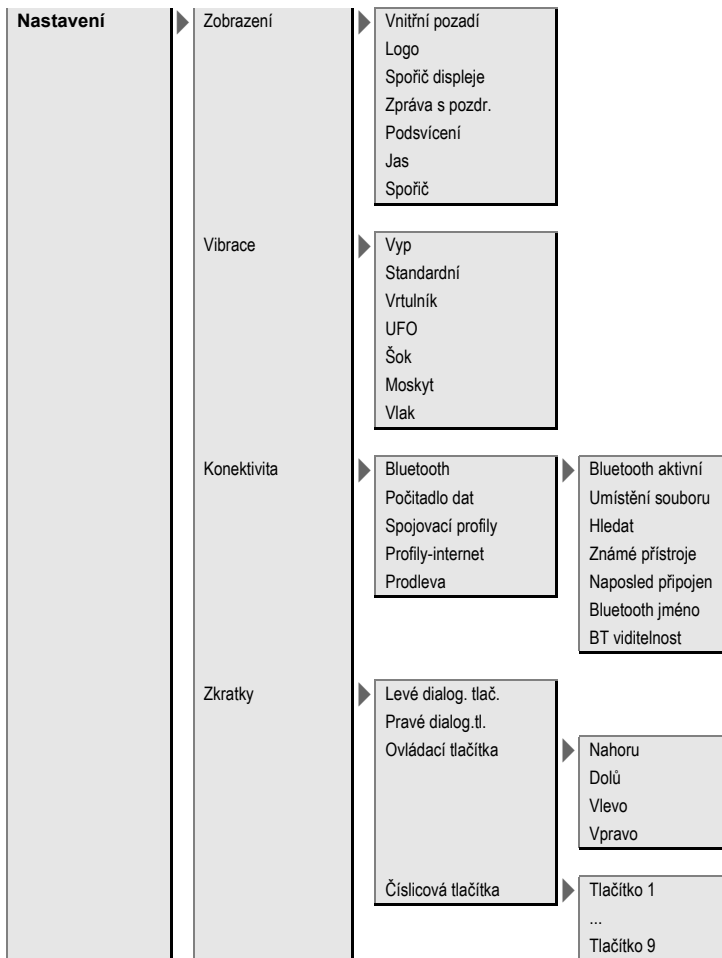 Nastavení
Zobrazení
Vnitřní pozadí
Logo
Spořič displeje
Zpráva s pozdr.
Podsvícení
Jas
Spořič
Vibrace
Vyp
Standardní
Vrtulník
UFO
Šok
Moskyt
Vlak
Konektivita
Bluetooth
Počitadlo dat
Spojovací profily
Profily-internet
Prodleva
Bluetooth aktivní
Umístění souboru
Hledat
Známé přístroje
Naposled připojen
Bluetooth jméno
BT viditelnost
Zkratky
Levé dialog. tlač.
Pravé dialog.tl.
Ovládací tlačítka
Nahoru
Dolů
Vlevo
Vpravo
Číslicová tlačítka
Tlačítko 1
...
Tlačítko 9